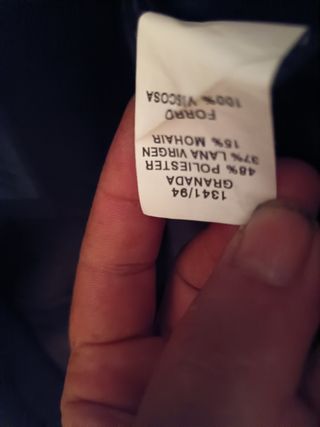 1341/94
GRANADA
48% POLIESTER
37% LANA VIRGEN
15% MOHAIR
FORRO
100% VISCOSA